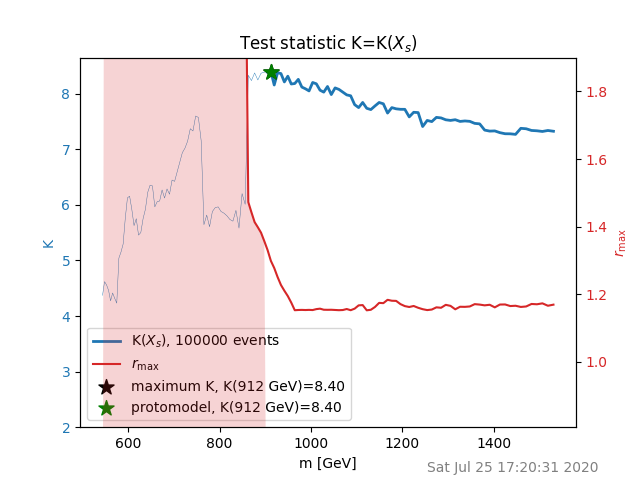 Test statistic K=K(Xₛ)
8
7
6
5
4
3
2
K
1.8
1.6
1.4
1.2
1.0
r_max
K(Xₛ), 100000 events
r_max
maximum K, K(912 GeV)=8.40
protomodel, K(912 GeV)=8.40
600 800 1000 1200 1400
m [GeV]
Sat Jul 25 17:20:31 2020